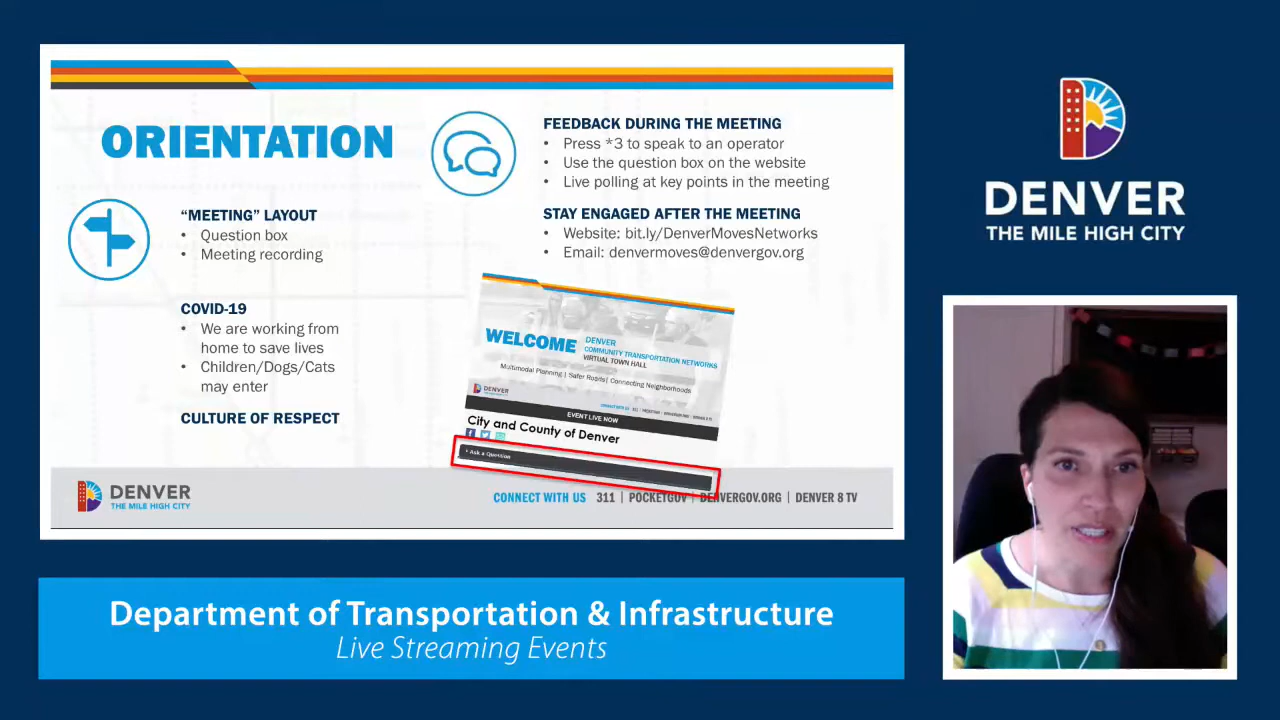 ORIENTATION
"MEETING" LAYOUT
• Question box
• Meeting recording
COVID-19
• We are working from
home to save lives
• Children/Dogs/Cats
may enter
CULTURE OF RESPECT
FEEDBACK DURING THE MEETING
• Press *3 to speak to an operator
• Use the question box on the website
• Live polling at key points in the meeting
STAY ENGAGED AFTER THE MEETING
• Website: bit.ly/DenverMovesNetworks
• Email: denvermoves@denvergov.org
WELCOME
DENVER
COMMUNITY TRANSPORTATION NETWORKS
VIRTUAL TOWN HALL
Multimodal Planning | Safer Roads| Connecting Neighborhoods
DENVER
EVENT LIVE NOW
City and County of Denver
Ask a Question
DENVER
THE MILE HIGH CITY
CONNECT WITH US 311 | POCKETGOV | DENVERGOV.ORG | DENVER 8 TV
DENVER
THE MILE HIGH CITY
Department of Transportation & Infrastructure
Live Streaming Events